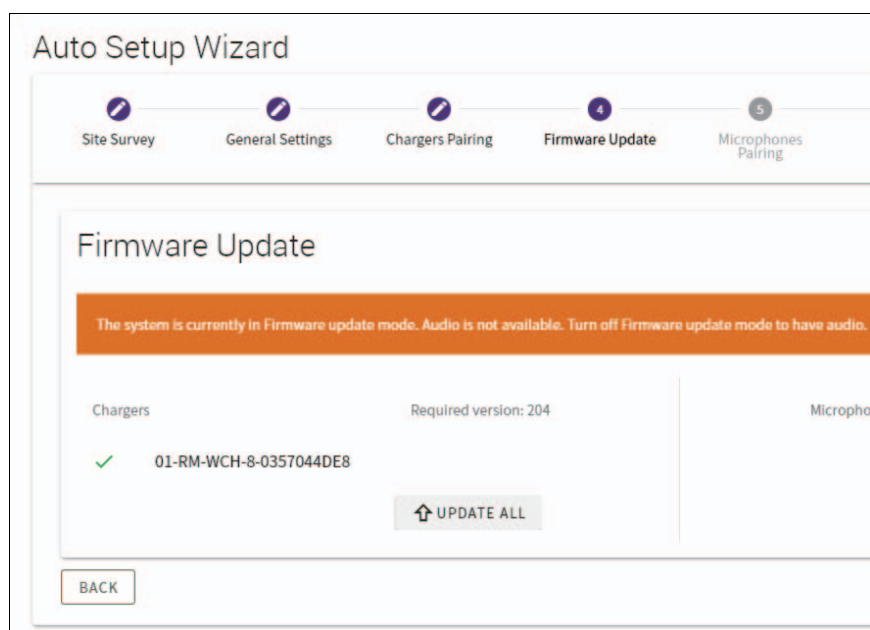 Auto Setup Wizard
4
5
Site Survey
General Settings
Chargers Pairing
Firmware Update
Microphones
Pairing
Firmware Update
The system is currently in Firmware update mode. Audio is not available. Turn off Firmware update mode to have audio.
Chargers
Required version: 204
Micropho
01-RM-WCH-8-0357044DE8
UPDATE ALL
BACK